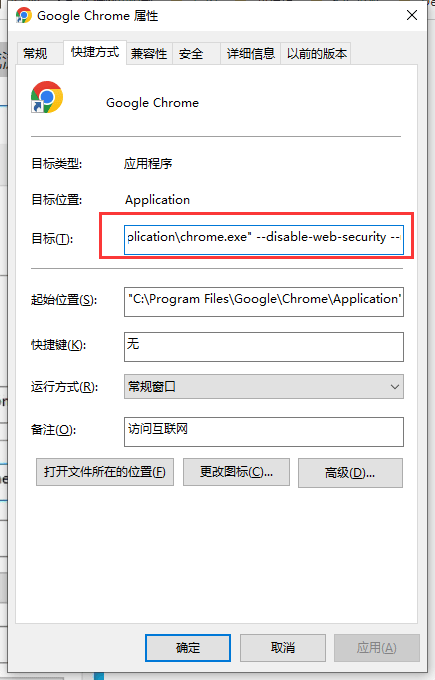 Google Chrome 属性
常规 快捷方式 兼容性 安全 详细信息 以前的版本
Google Chrome
目标类型: 应用程序
目标位置: Application
目标(T): plication\chrome.exe" --disable-web-security --
起始位置(S): "C:\Program Files\Google\Chrome\Application"
快捷键(K): 无
运行方式(R): 常规窗口
备注(O): 访问互联网
打开文件所在的位置(F) 更改图标(C)... 高级(D)...
确定 取消 应用(A)